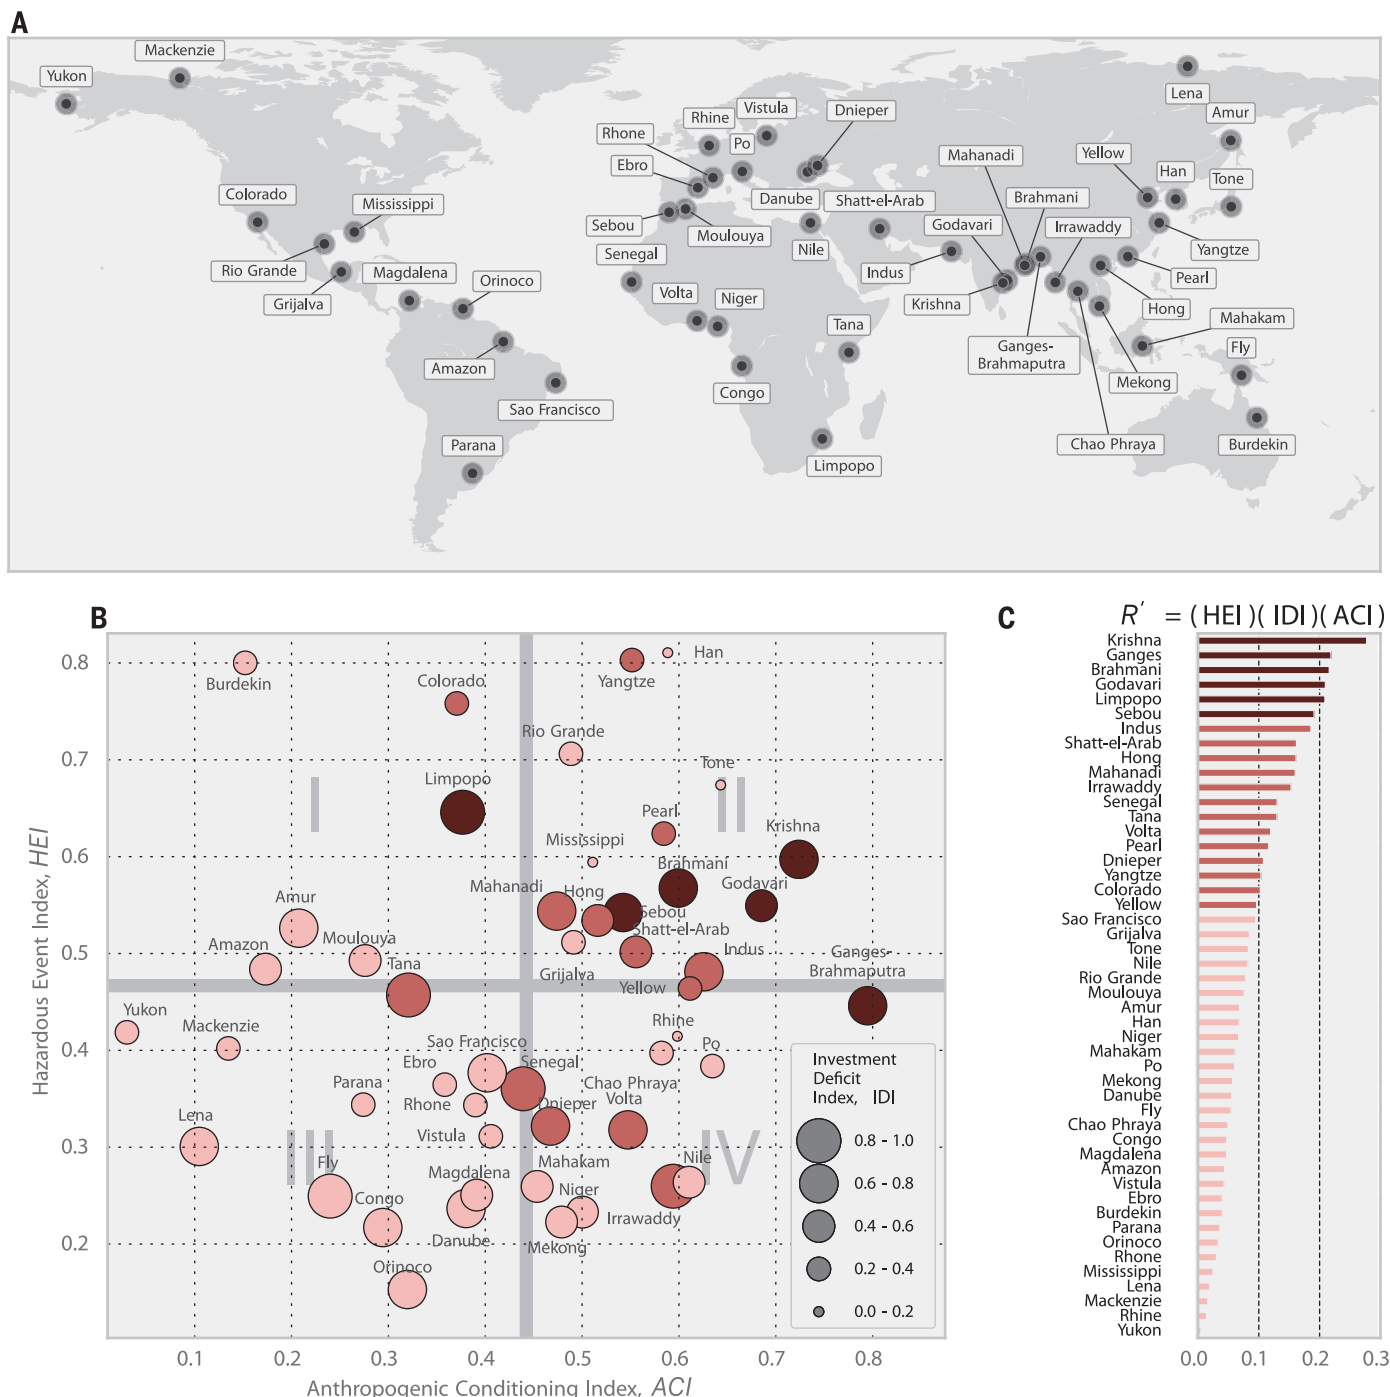 A
Mackenzie
Yukon
Lena
Amur
Vistula
Dnieper
Rhine
Rhone
Po
Ebro
Mahanadi
Yellow
Han
Tone
Colorado
Mississippi
Danube
Shatt-el-Arab
Brahmani
Sebou
Moulouya
Godavari
Irrawaddy
Nile
Yangtze
Senegal
Rio Grande
Magdalena
Orinoco
Indus
Pearl
Grijalva
Volta
Niger
Krishna
Hong
Tana
Mahakam
Amazon
Ganges-
Brahmaputra
Fly
Congo
Mekong
Sao Francisco
Parana
Chao Phraya
Burdekin
Limpopo
B
Hazardous Event Index, HEI
0.8
0.7
0.6
0.5
0.4
0.3
0.2
I
II
III
IV
Burdekin
Colorado
Yangtze
Han
Rio Grande
Tone
Limpopo
Pearl
Mississippi
Krishna
Brahmani
Mahanadi
Hong
Godavari
Sebou
Amur
Shatt-el-Arab
Amazon
Moulouya
Tana
Grijalva
Indus
Ganges-
Brahmaputra
Yellow
Yukon
Mackenzie
Rhine
Po
Sao Francisco
Ebro
Senegal
Parana
Rhone
Chao Phraya
Volta
Dnieper
Lena
Vistula
Fly
Magdalena
Mahakam
Nile
Congo
Niger
Irrawaddy
Danube
Mekong
Orinoco
Investment
Deficit
Index, IDI
0.8 - 1.0
0.6 - 0.8
0.4 - 0.6
0.2 - 0.4
0.0 - 0.2
0.1 0.2 0.3 0.4 0.5 0.6 0.7 0.8
Anthropogenic Conditioning Index, ACI
C
R' = (HEI)(IDI)(ACI)
Krishna
Ganges
Brahmani
Godavari
Limpopo
Sebou
Indus
Shatt-el-Arab
Hong
Mahanadi
Irrawaddy
Senegal
Tana
Volta
Pearl
Dnieper
Yangtze
Colorado
Yellow
Sao Francisco
Grijalva
Tone
Nile
Rio Grande
Moulouya
Amur
Han
Niger
Mahakam
Po
Mekong
Danube
Fly
Chao Phraya
Congo
Magdalena
Amazon
Vistula
Ebro
Burdekin
Parana
Orinoco
Rhone
Mississippi
Lena
Mackenzie
Rhine
Yukon
0.0 0.1 0.2 0.3